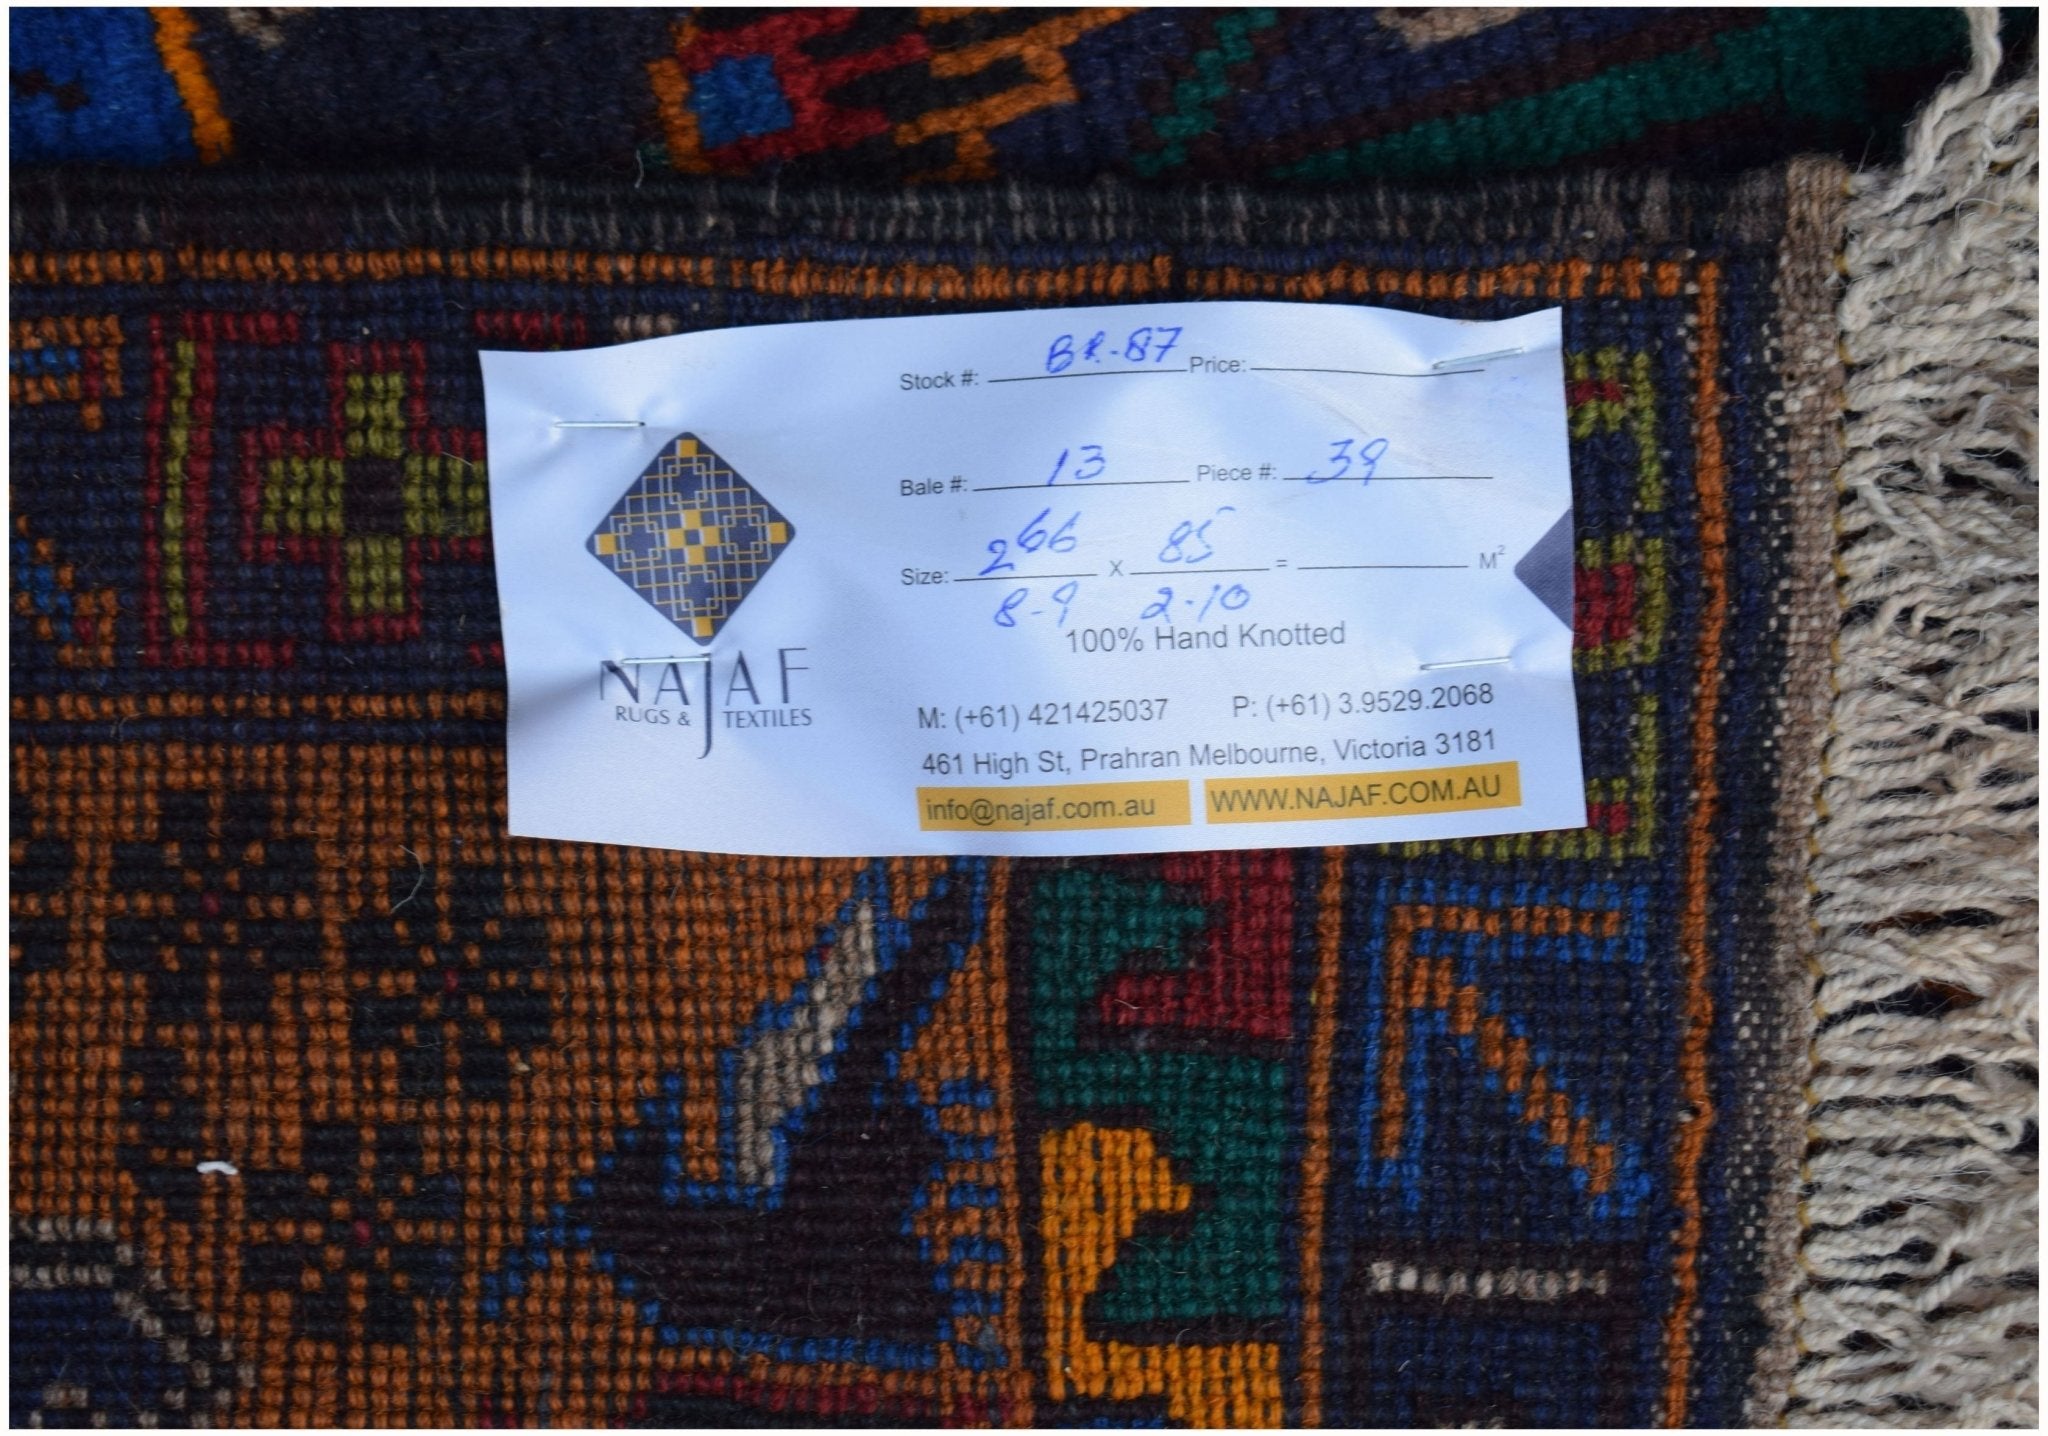 Stock #: BR-87 Price:
Bale #: 13 Piece #: 39
Size: 266 x 85 = M²
8-9 2-10
100% Hand Knotted
NAJAF
RUGS & TEXTILES
M: (+61) 421425037 P: (+61) 3.9529.2068
461 High St, Prahran Melbourne, Victoria 3181
info@najaf.com.au WWW.NAJAF.COM.AU